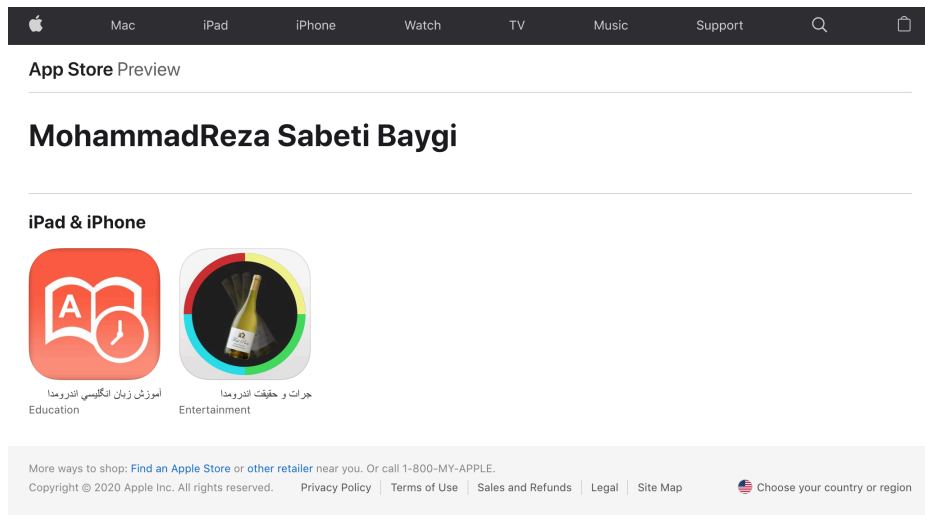 Mac iPad iPhone Watch TV Music Support
App Store Preview
MohammadReza Sabeti Baygi
iPad & iPhone
A
آموزش زبان انگليسي اندرومدا
Education
جرات و حقيقت اندرومدا
Entertainment
More ways to shop: Find an Apple Store or other retailer near you. Or call 1-800-MY-APPLE.
Copyright © 2020 Apple Inc. All rights reserved. Privacy Policy Terms of Use Sales and Refunds Legal Site Map Choose your country or region